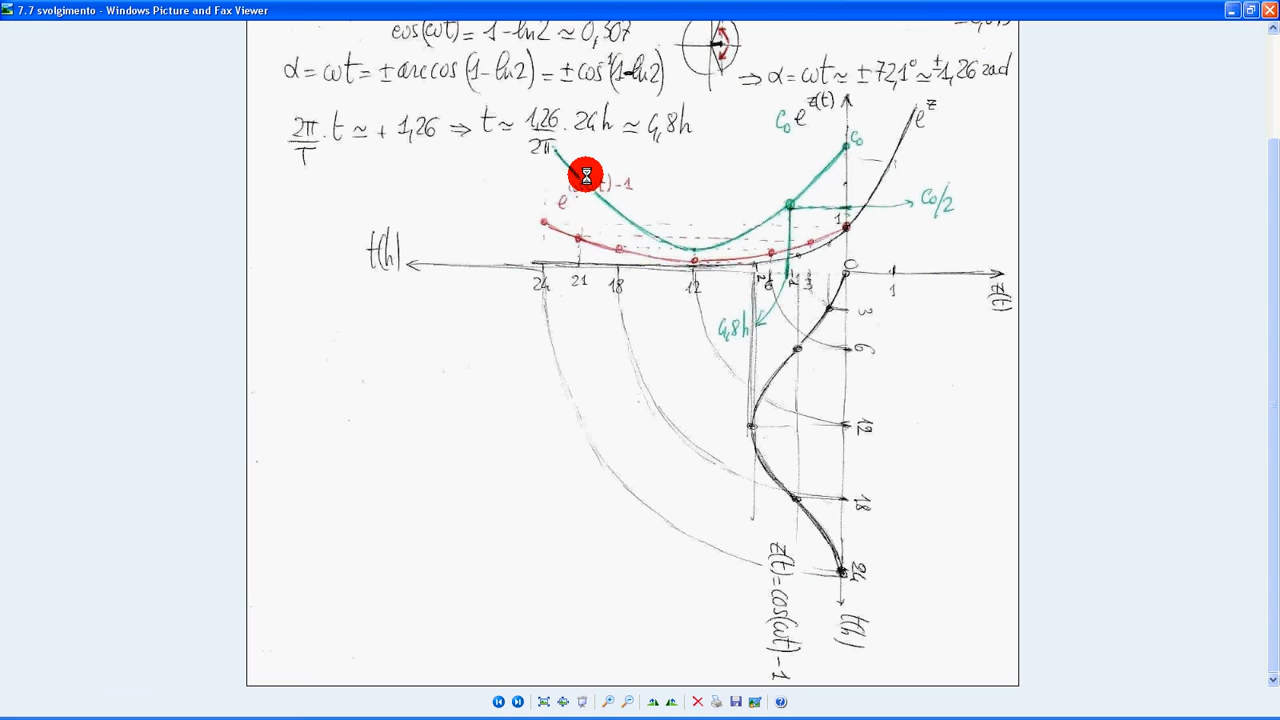 7.7 svolgimento - Windows Picture and Fax Viewer
cos(ωt) = 1 - ln2 ≈ 0,307
α = ωt = ± arccos (1 - ln2) = ± cos⁻¹(1-ln2)
⇒ α = ωt ≃ ± 72,1° ≃ ± 1,26 rad
2π/T · t ≃ + 1,26 ⇒ t ≃ 1,26/2π · 24h ≃ 4,8h
C₀ e^z(t)
e^z
C₀
C₀/2
1
t(h)
0
24
21
18
12
1
z(t)
4,8h
3
6
12
18
24
z(t) = cos(ωt) - 1
t(h)